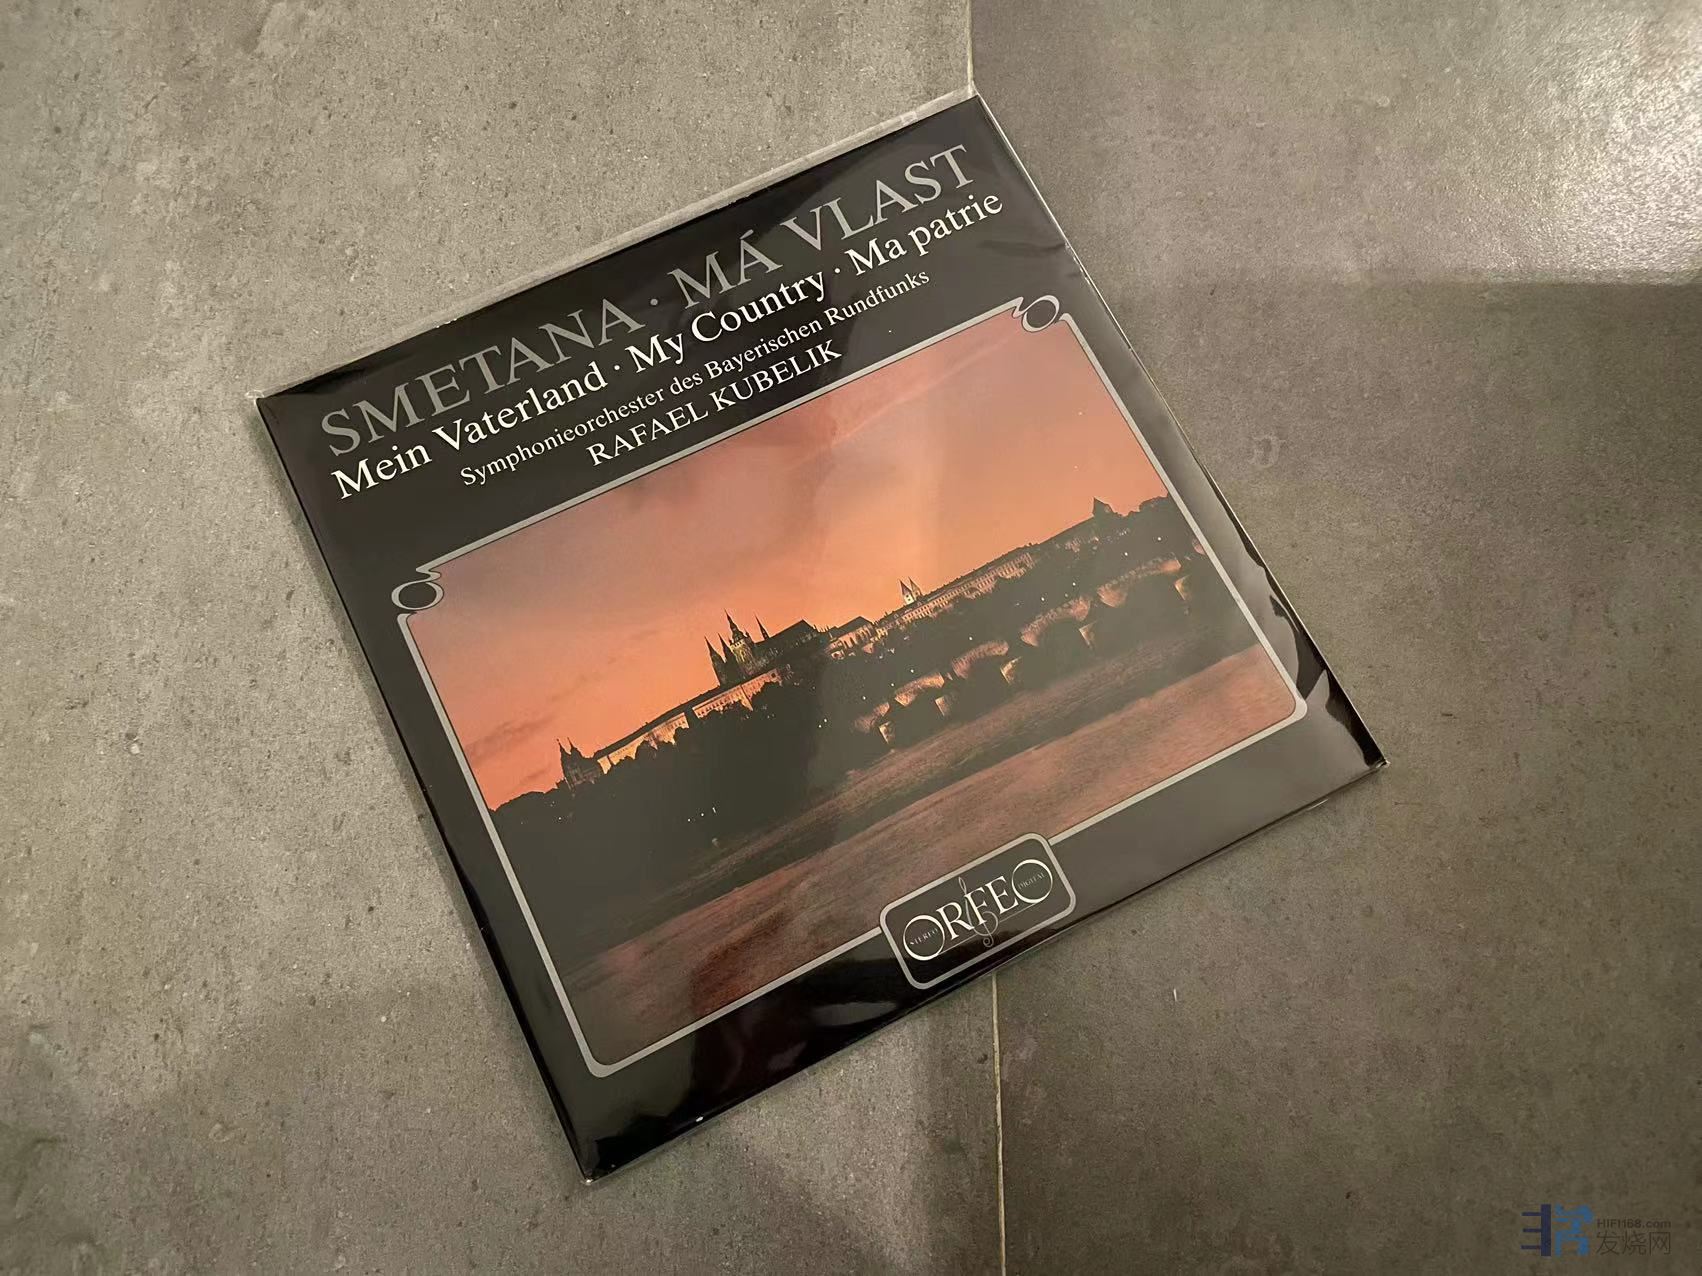 SMETANA · MÁ VLAST
Mein Vaterland · My Country · Ma patrie
Symphonieorchester des Bayerischen Rundfunks
RAFAEL KUBELIK
STEREO ORFEO DIGITAL
HIFI168.com
发烧网